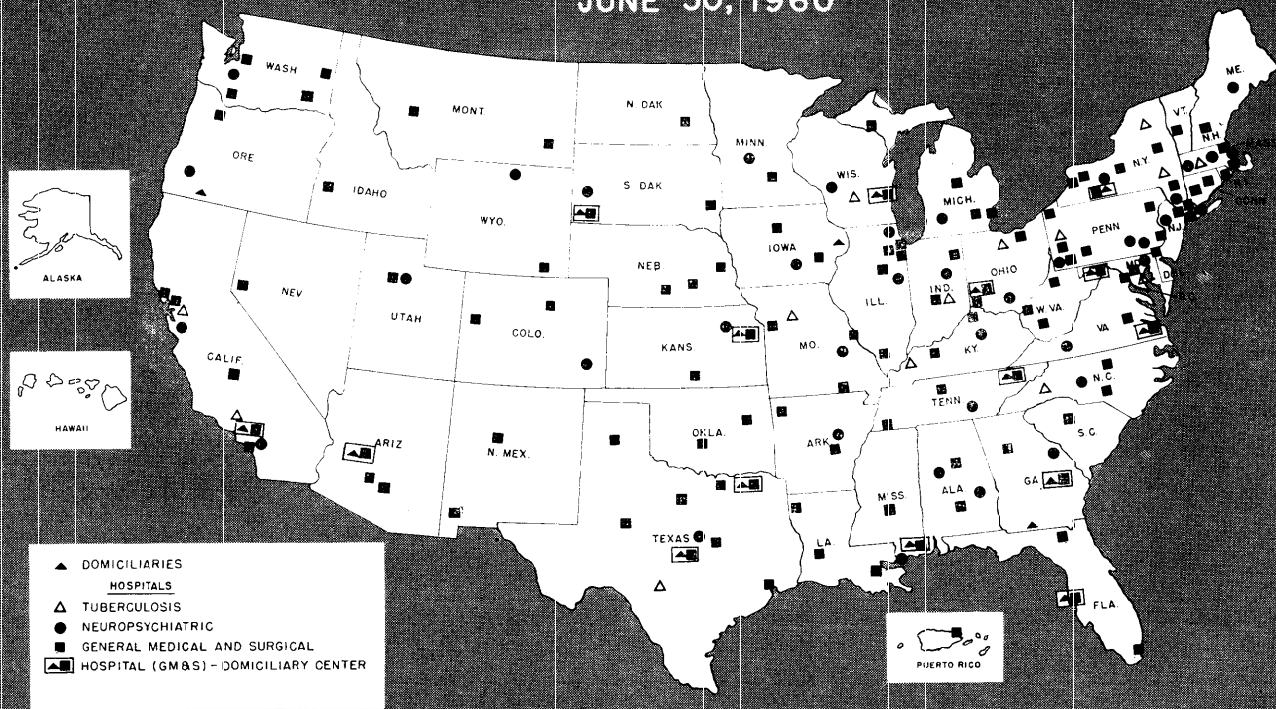 JUNE 30, 1960
WASH
MONT
N. DAK
MINN.
ME.
VT.
N.H.
MASS
ORE
IDAHO
S DAK
WIS.
MICH.
N.Y.
R.I.
CONN
WYO.
IOWA
PENN
N.J.
ALASKA
NEV
NEB
ILL.
IND.
OHIO
MD
DEL
D.C.
UTAH
COLO.
KANS.
MO.
KY.
W. VA.
VA
CALIF.
HAWAII
ARIZ
N. MEX.
OKLA.
ARK
TENN.
N.C.
S.C.
TEXAS
LA.
MISS.
ALA
GA
FLA.
DOMICILIARIES
HOSPITALS
TUBERCULOSIS
NEUROPSYCHIATRIC
GENERAL MEDICAL AND SURGICAL
HOSPITAL (GM&S) - DOMICILIARY CENTER
PUERTO RICO